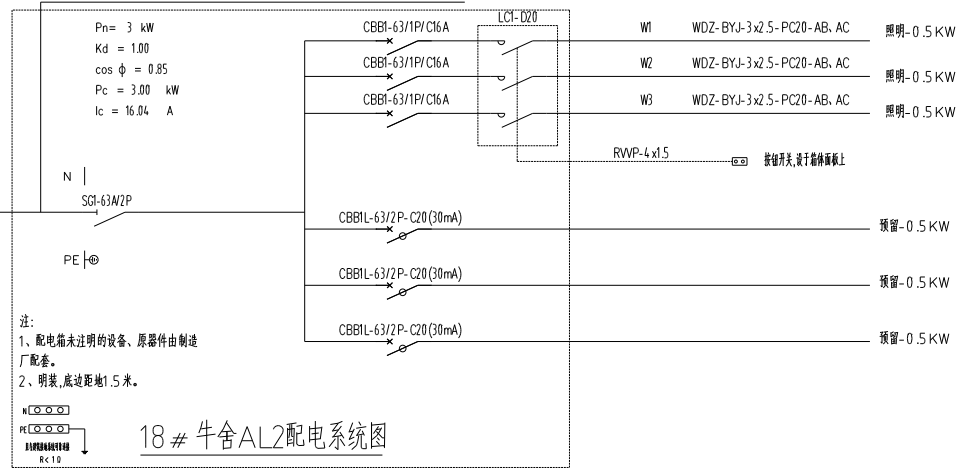 Pn= 3 kW
Kd = 1.00
cos ϕ = 0.85
Pc = 3.00 kW
Ic = 16.04 A
CBB1-63/1P/C16A
LC1-D20
W1
WDZ-BYJ-3x2.5-PC20-AB、AC
照明-0.5KW
CBB1-63/1P/C16A
W2
WDZ-BYJ-3x2.5-PC20-AB、AC
照明-0.5KW
CBB1-63/1P/C16A
W3
WDZ-BYJ-3x2.5-PC20-AB、AC
照明-0.5KW
RVVP-4x1.5
按钮开关,设于箱体面板上
N
SG1-63A/2P
PE
CBB1L-63/2P-C20(30mA)
预留-0.5KW
CBB1L-63/2P-C20(30mA)
预留-0.5KW
CBB1L-63/2P-C20(30mA)
预留-0.5KW
注:
1、配电箱未注明的设备、原器件由制造
厂配套。
2、明装,底边距地1.5米。
N
PE
R<1Ω
18# 牛舍AL2配电系统图